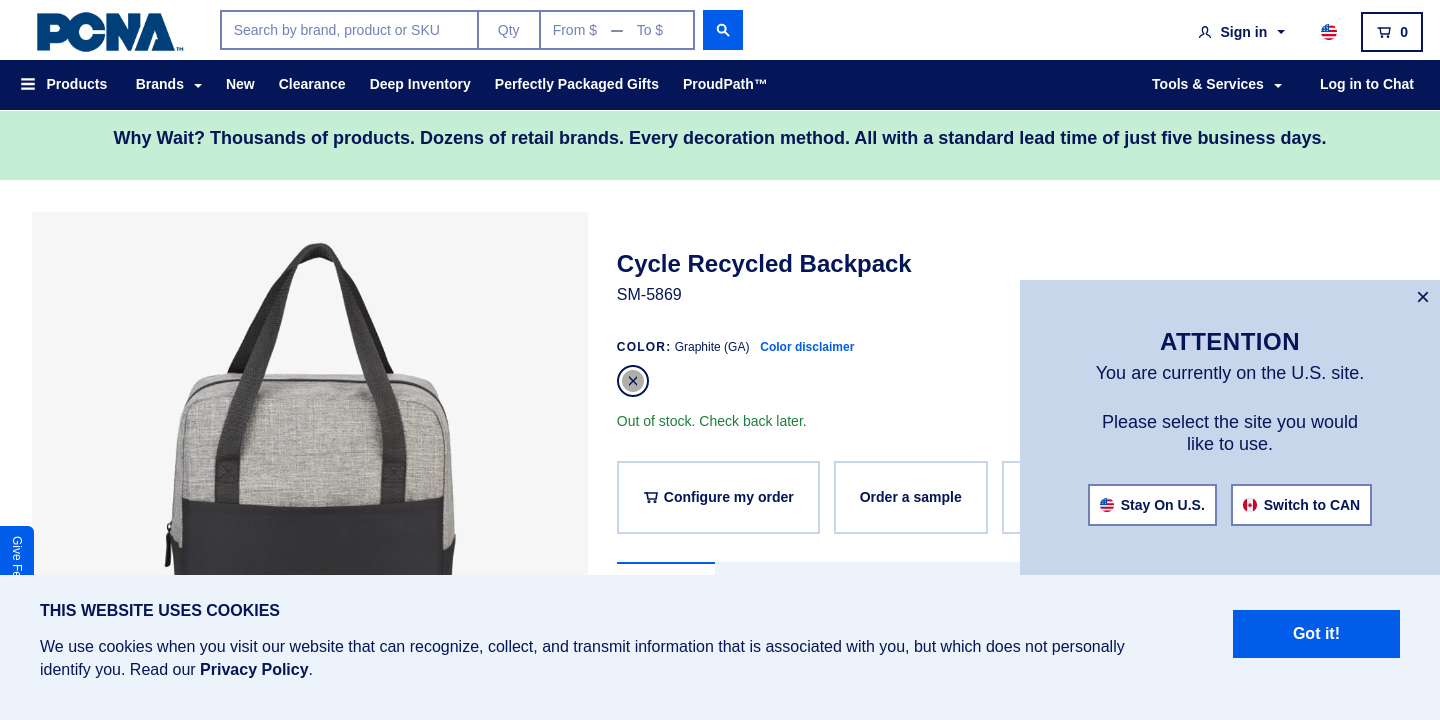 PCNA™
Search by brand, product or SKU
Qty
From $ — To $
Sign in
0
Products
Brands
New
Clearance
Deep Inventory
Perfectly Packaged Gifts
ProudPath™
Tools & Services
Log in to Chat
Why Wait? Thousands of products. Dozens of retail brands. Every decoration method. All with a standard lead time of just five business days.
Cycle Recycled Backpack
SM-5869
COLOR: Graphite (GA) Color disclaimer
Out of stock. Check back later.
Configure my order
Order a sample
×
ATTENTION
You are currently on the U.S. site.
Please select the site you would
like to use.
Stay On U.S.
Switch to CAN
Give
THIS WEBSITE USES COOKIES
We use cookies when you visit our website that can recognize, collect, and transmit information that is associated with you, but which does not personally
identify you. Read our Privacy Policy.
Got it!